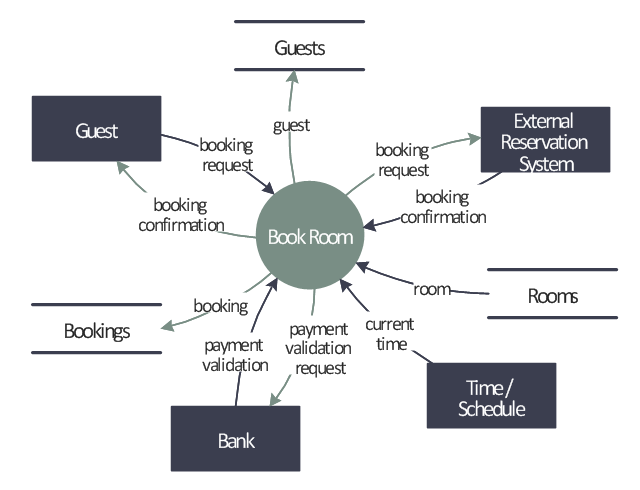 Guests
Guest
guest
External
Reservation
System
booking
request
booking
request
booking
confirmation
booking
confirmation
Book Room
room
Rooms
booking
Bookings
payment
validation
payment
validation
request
current
time
Time /
Schedule
Bank